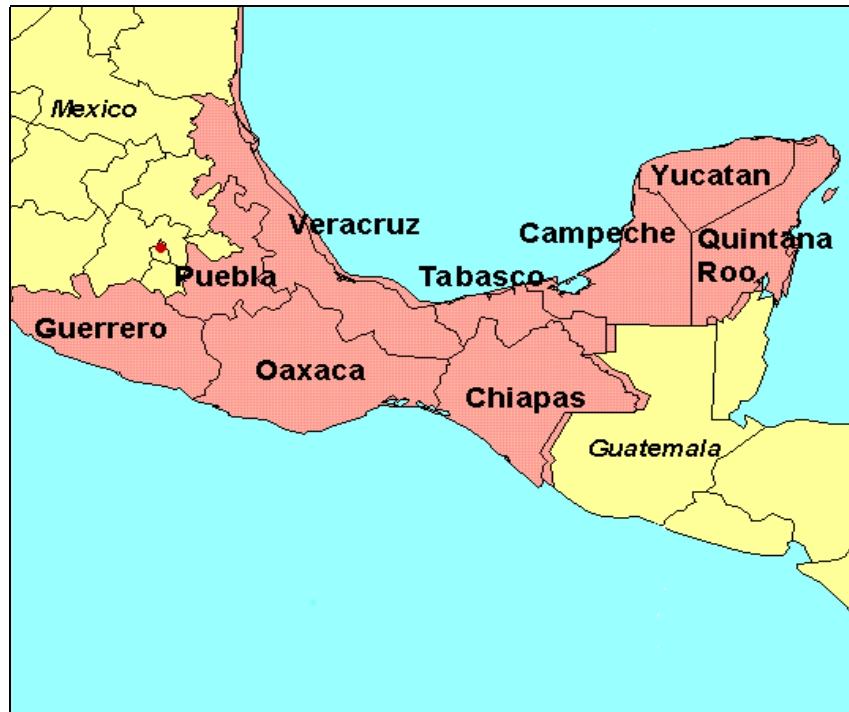 Mexico
Yucatan
Veracruz
Campeche
Quintana
Roo
Puebla
Tabasco
Guerrero
Oaxaca
Chiapas
Guatemala